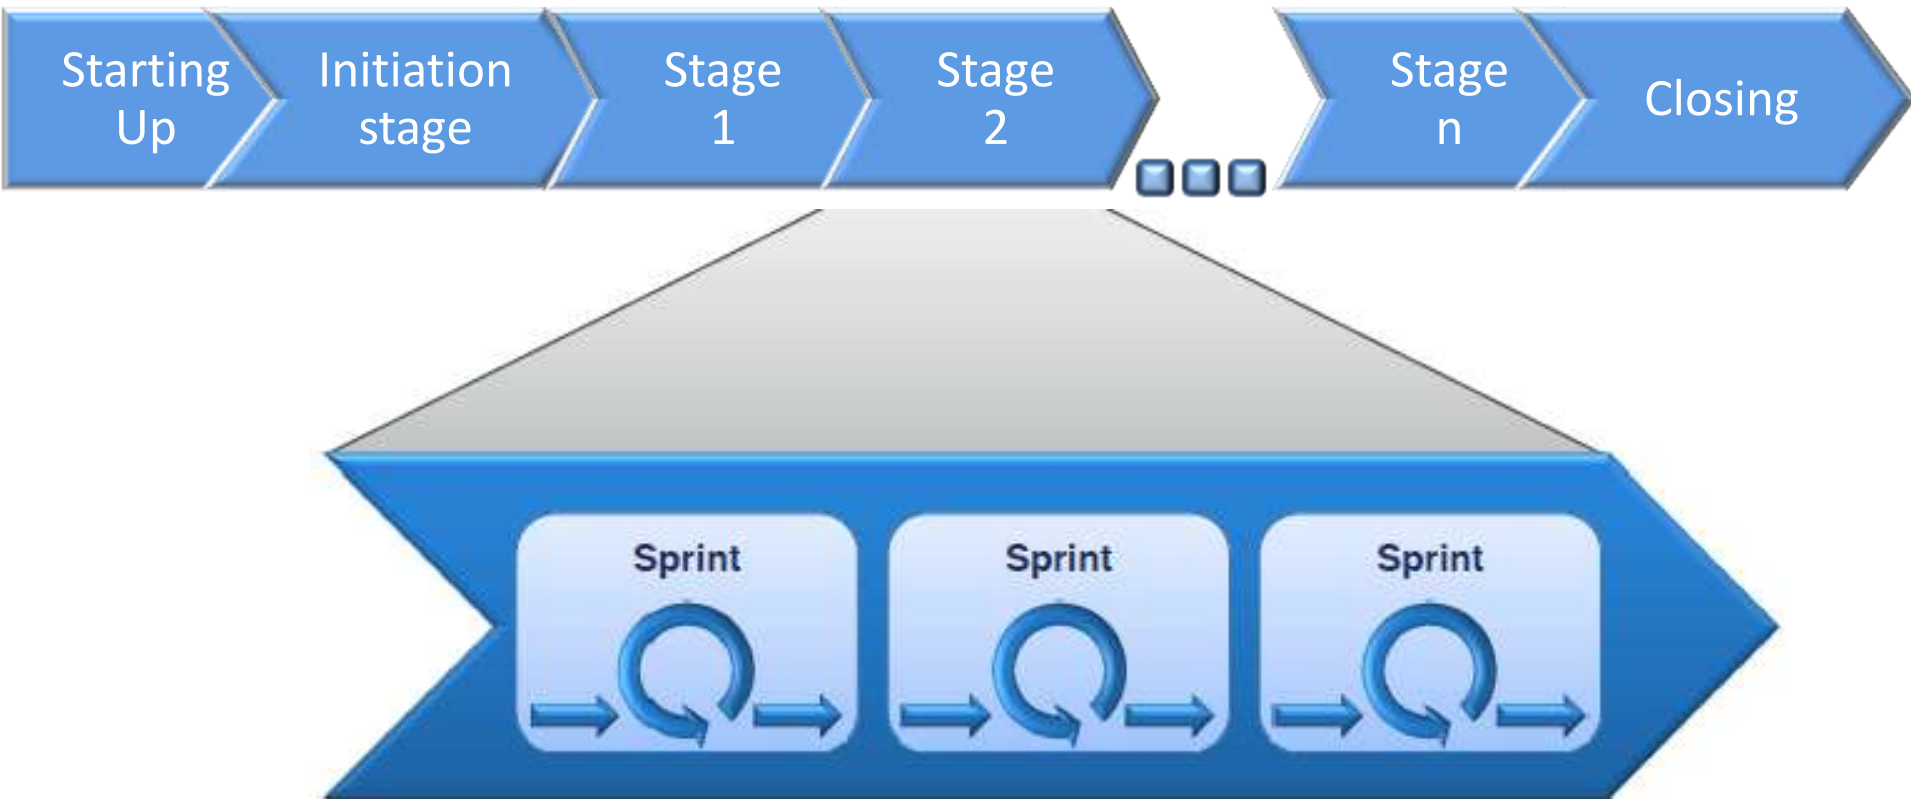 Starting
Up
Initiation
stage
Stage
1
Stage
2
Stage
n
Closing
Sprint
Sprint
Sprint